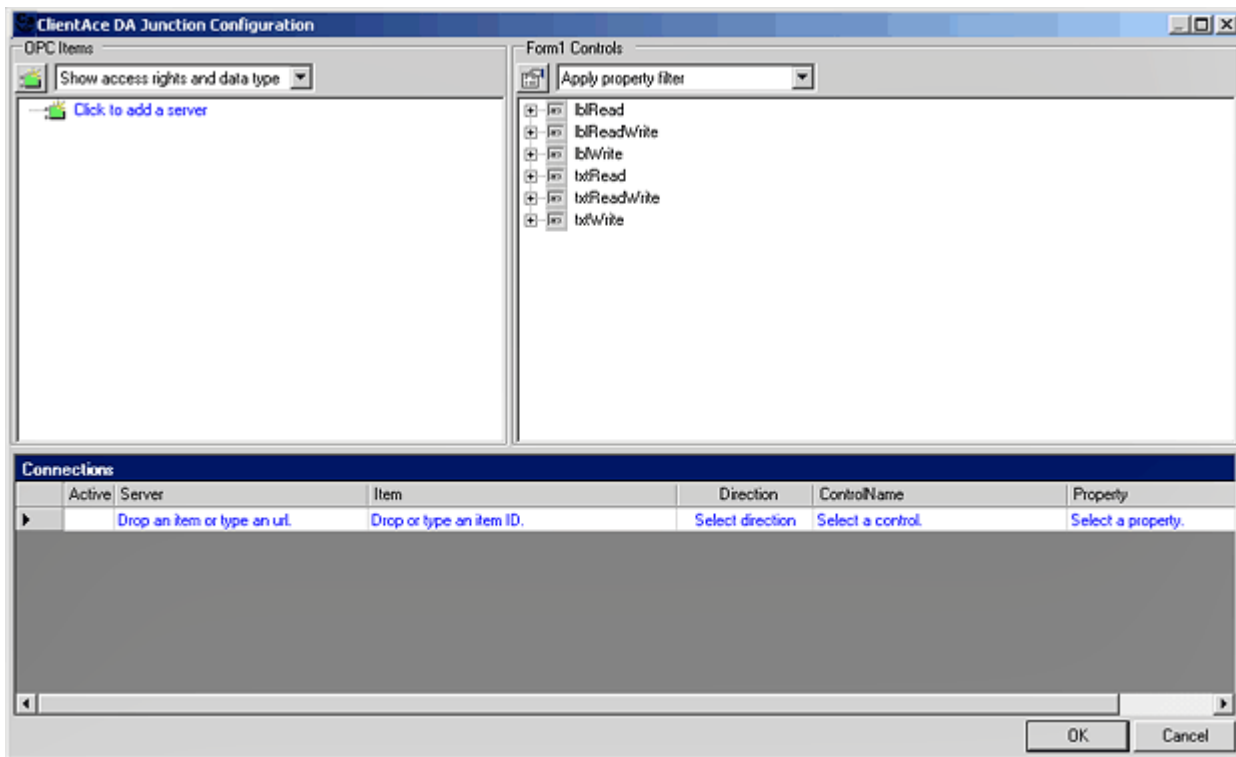 ClientAce DA Junction Configuration
OPC Items
Show access rights and data type
Click to add a server
Form1 Controls
Apply property filter
lblRead
lblReadWrite
lblWrite
txtRead
txtReadWrite
txtWrite
Connections
Active Server Item Direction ControlName Property
Drop an item or type an url. Drop or type an item ID. Select direction Select a control. Select a property.
OK Cancel